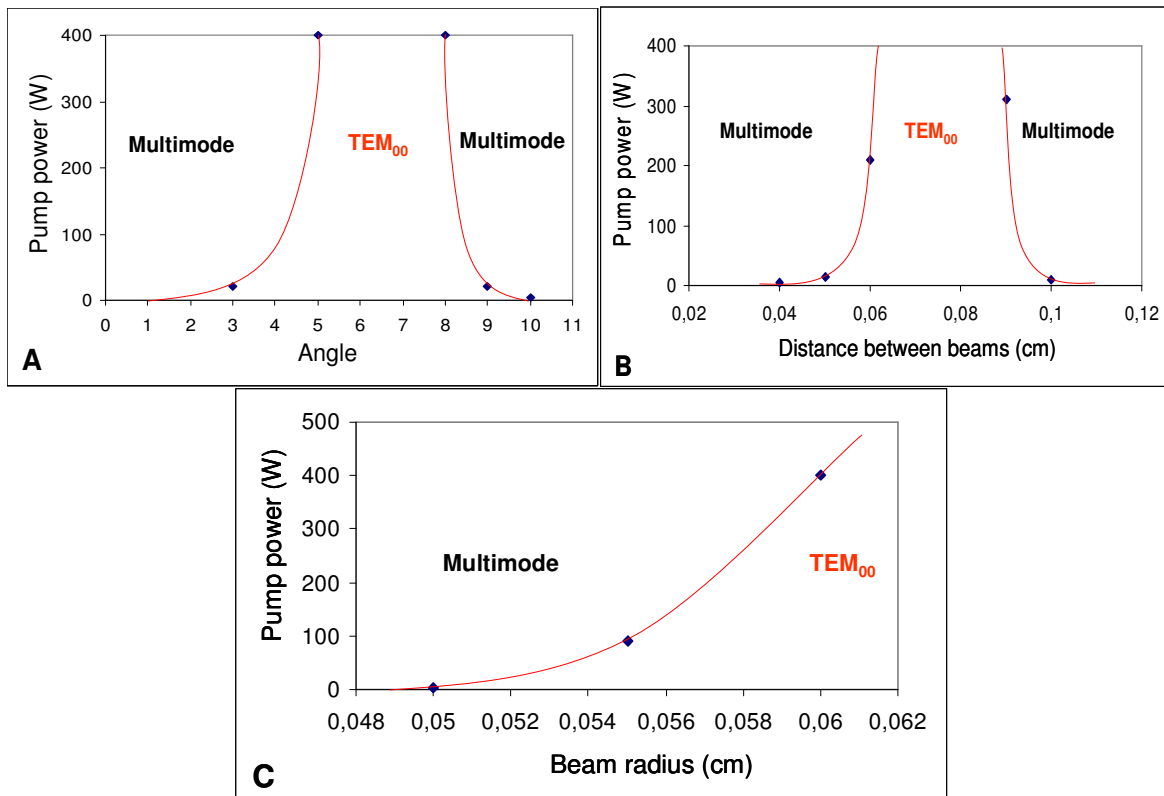 400
300
200
100
0
Pump power (W)
Multimode
TEM₀₀
Multimode
0 1 2 3 4 5 6 7 8 9 10 11
Angle
A
400
300
200
100
0
Pump power (W)
Multimode
TEM₀₀
Multimode
0,02 0,04 0,06 0,08 0,1 0,12
Distance between beams (cm)
B
500
400
300
200
100
0
Pump power (W)
Multimode
TEM₀₀
0,048 0,05 0,052 0,054 0,056 0,058 0,06 0,062
Beam radius (cm)
C